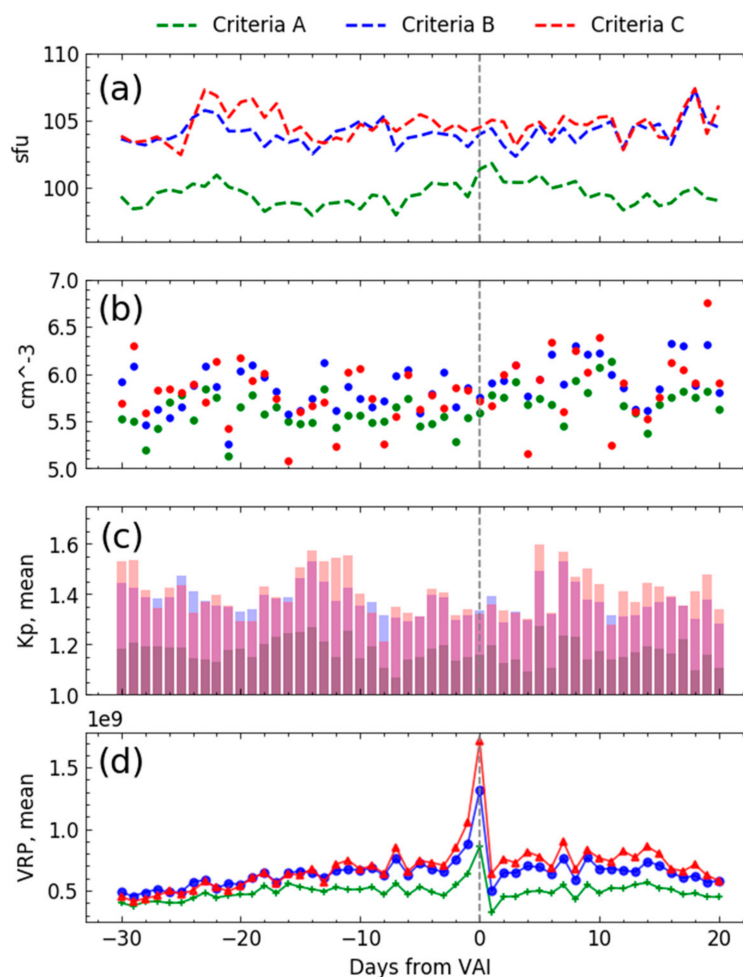 Criteria A Criteria B Criteria C
(a)
105
100
sfu
(b)
7.0
6.5
6.0
5.5
5.0
cm^-3
(c)
1.6
1.4
1.2
1.0
Kp, mean
1e9
(d)
1.5
1.0
0.5
VRP, mean
−30 −20 −10 0 10 20
Days from VAI